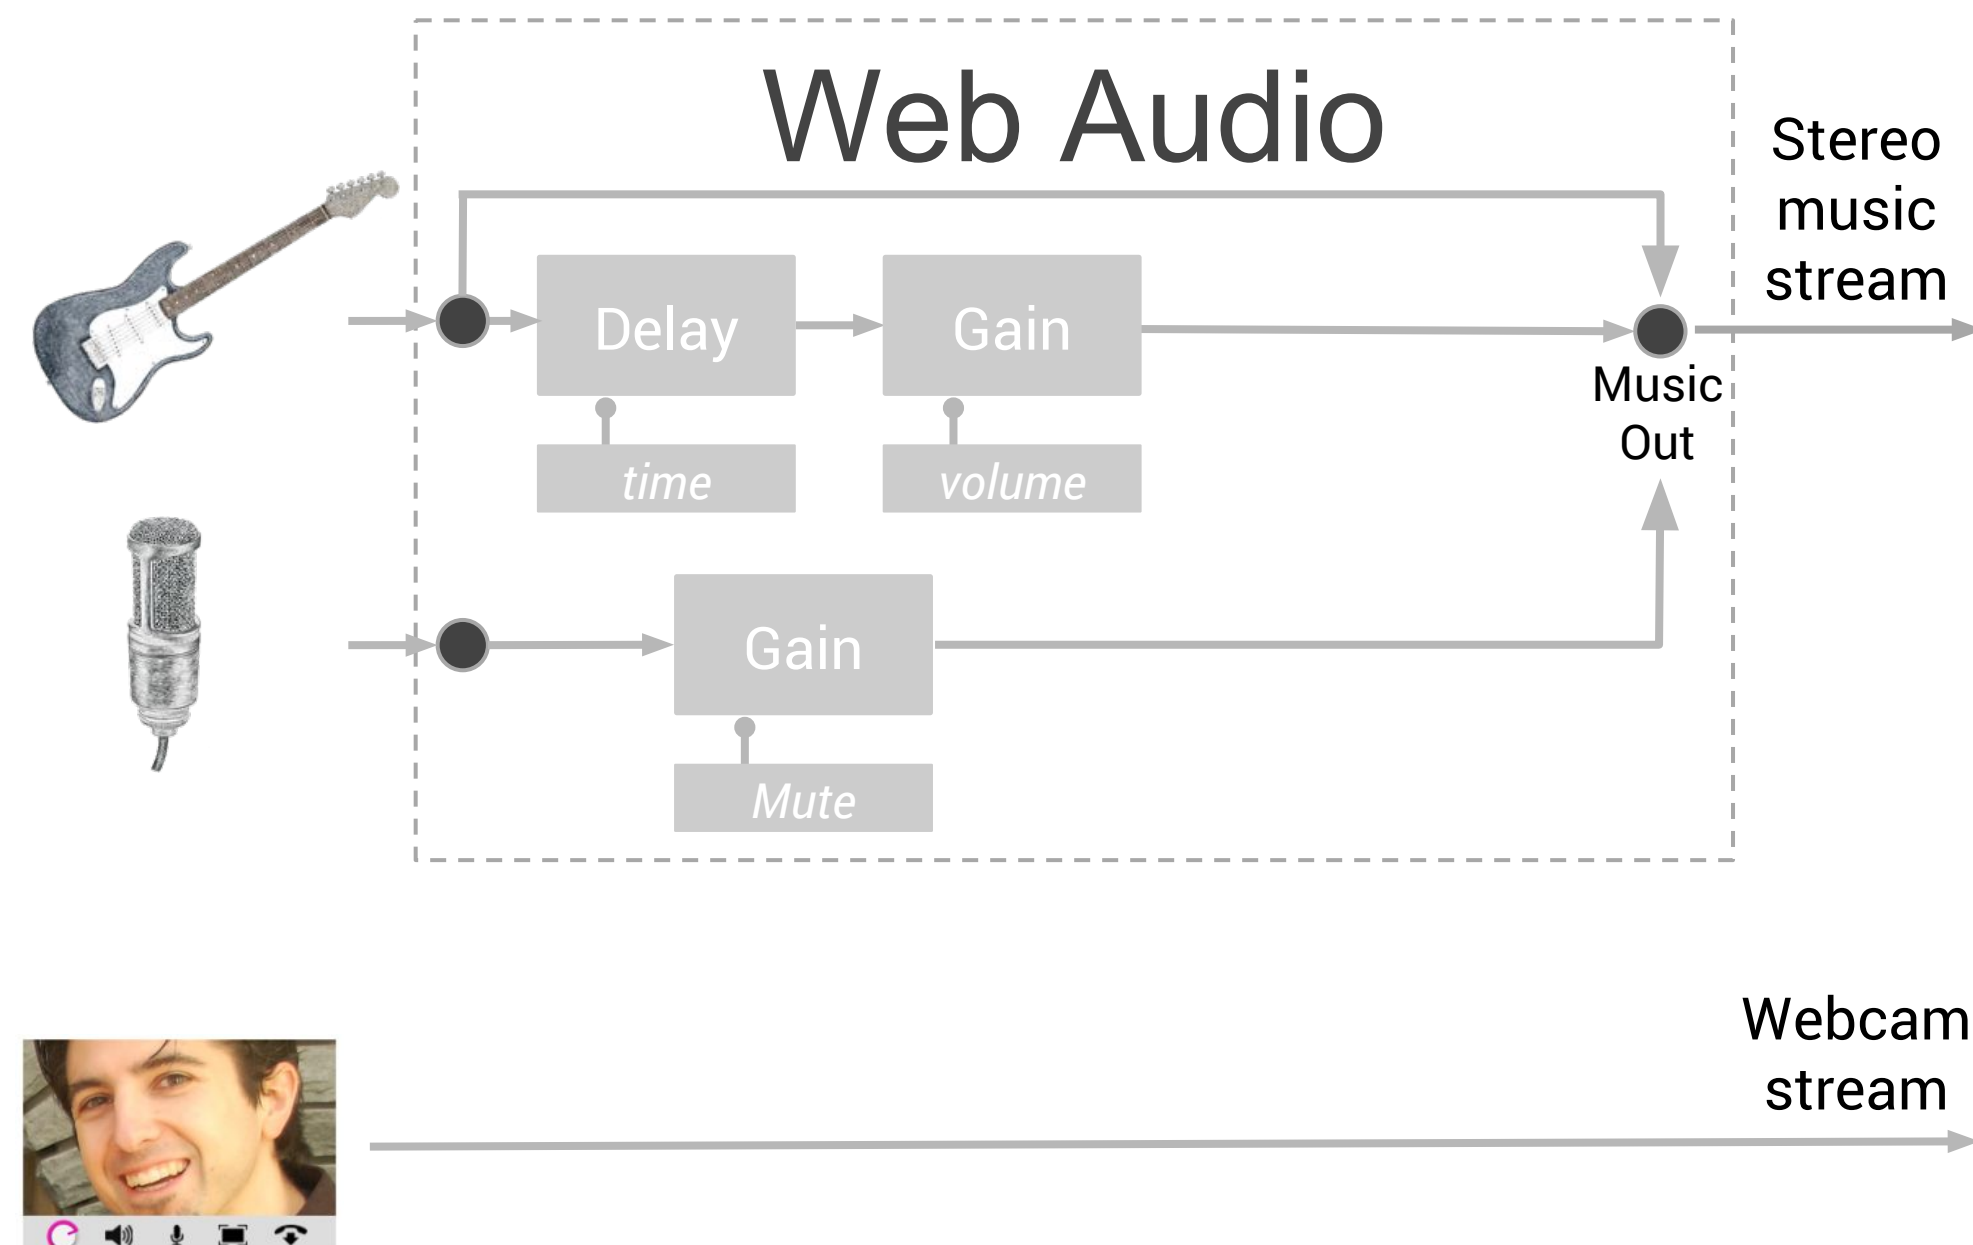 Web Audio
Stereo
music
stream
Delay
Gain
Music
Out
time
volume
Gain
Mute
Webcam
stream